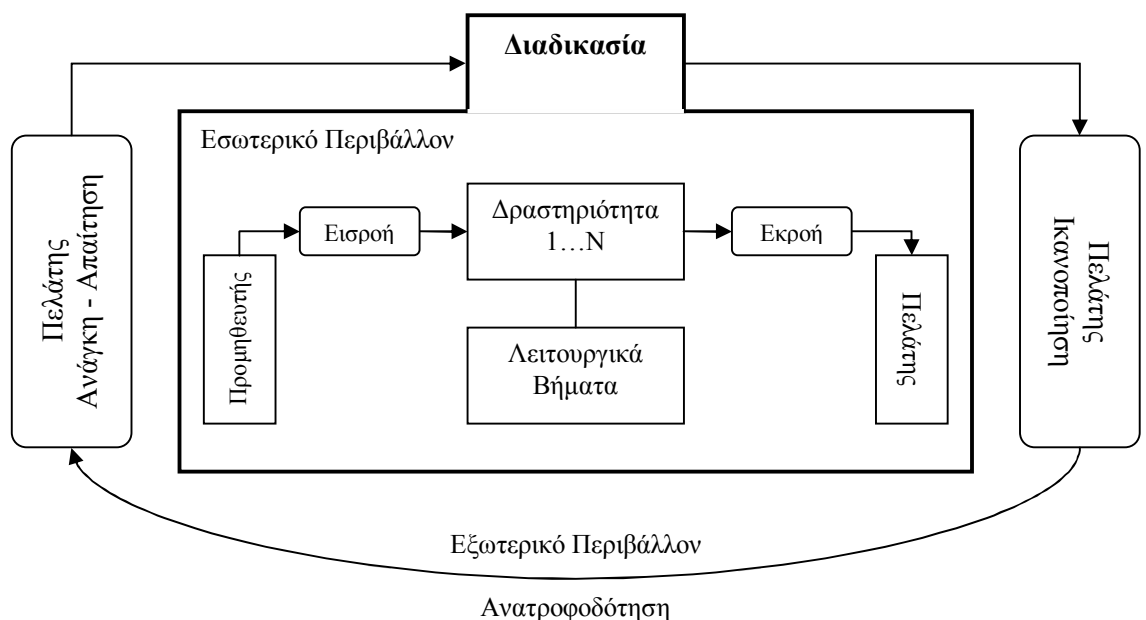 Διαδικασία
Εσωτερικό Περιβάλλον
Πελάτης
Ανάγκη - Απαίτηση
Προμηθευτής
Εισροή
Δραστηριότητα
1…Ν
Λειτουργικά
Βήματα
Εκροή
Πελάτης
Πελάτης
Ικανοποίηση
Εξωτερικό Περιβάλλον
Ανατροφοδότηση